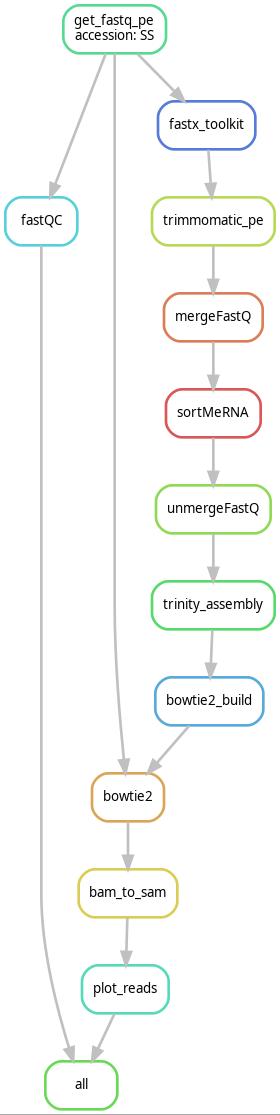 get_fastq_pe
accession: SS
fastx_toolkit
fastQC
trimmomatic_pe
mergeFastQ
sortMeRNA
unmergeFastQ
trinity_assembly
bowtie2_build
bowtie2
bam_to_sam
plot_reads
all